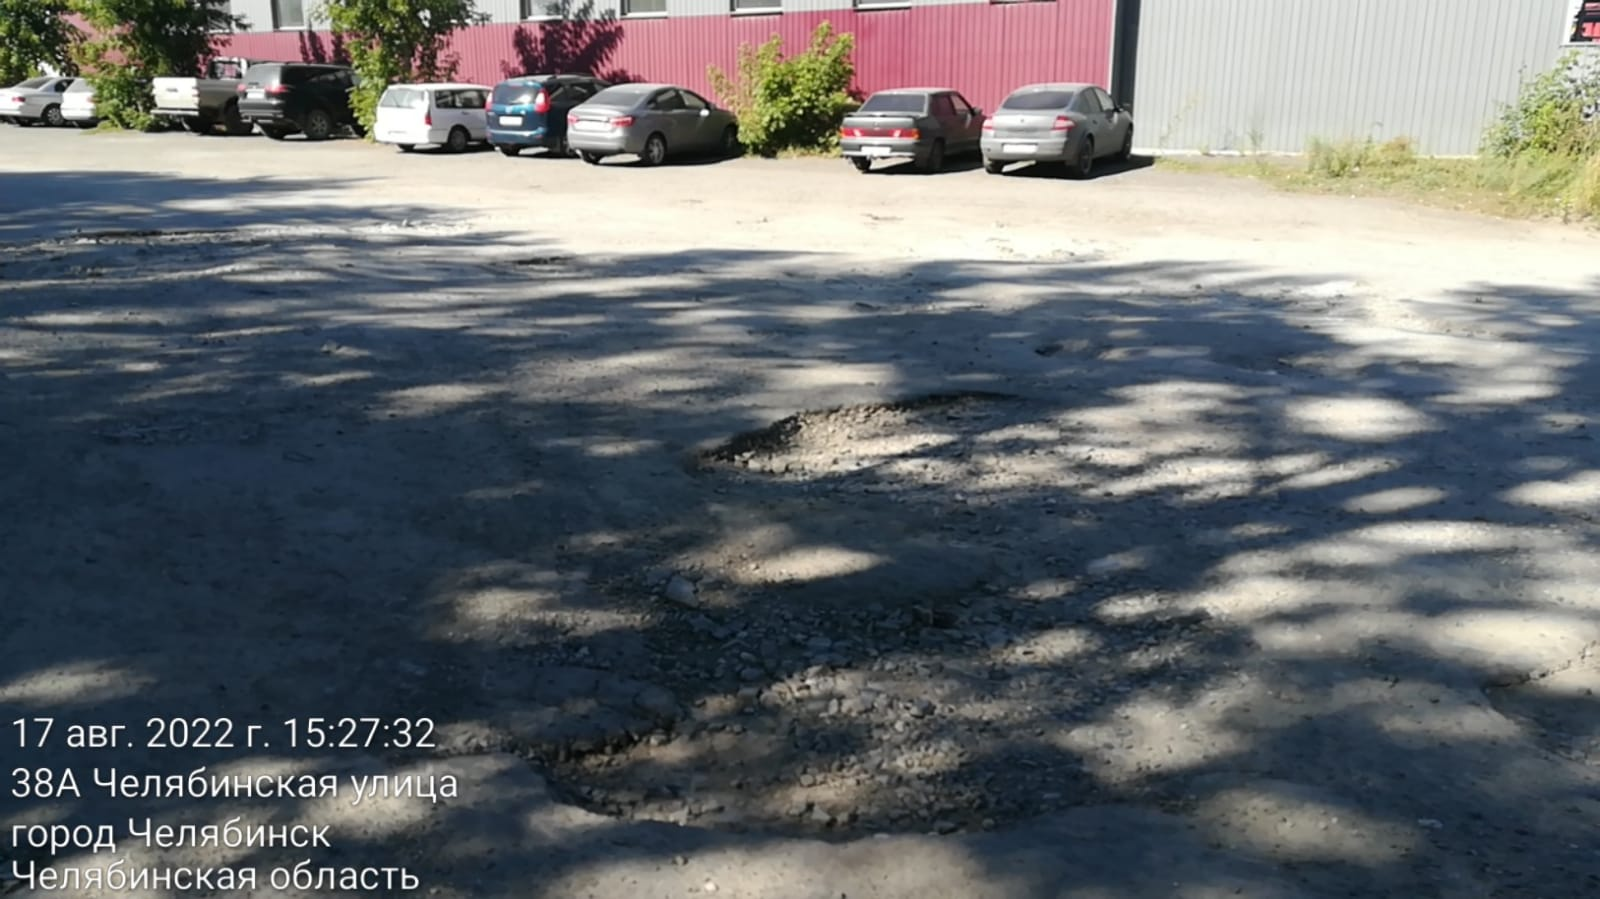 17 авг. 2022 г. 15:27:32
38А Челябинская улица
город Челябинск
Челябинская область